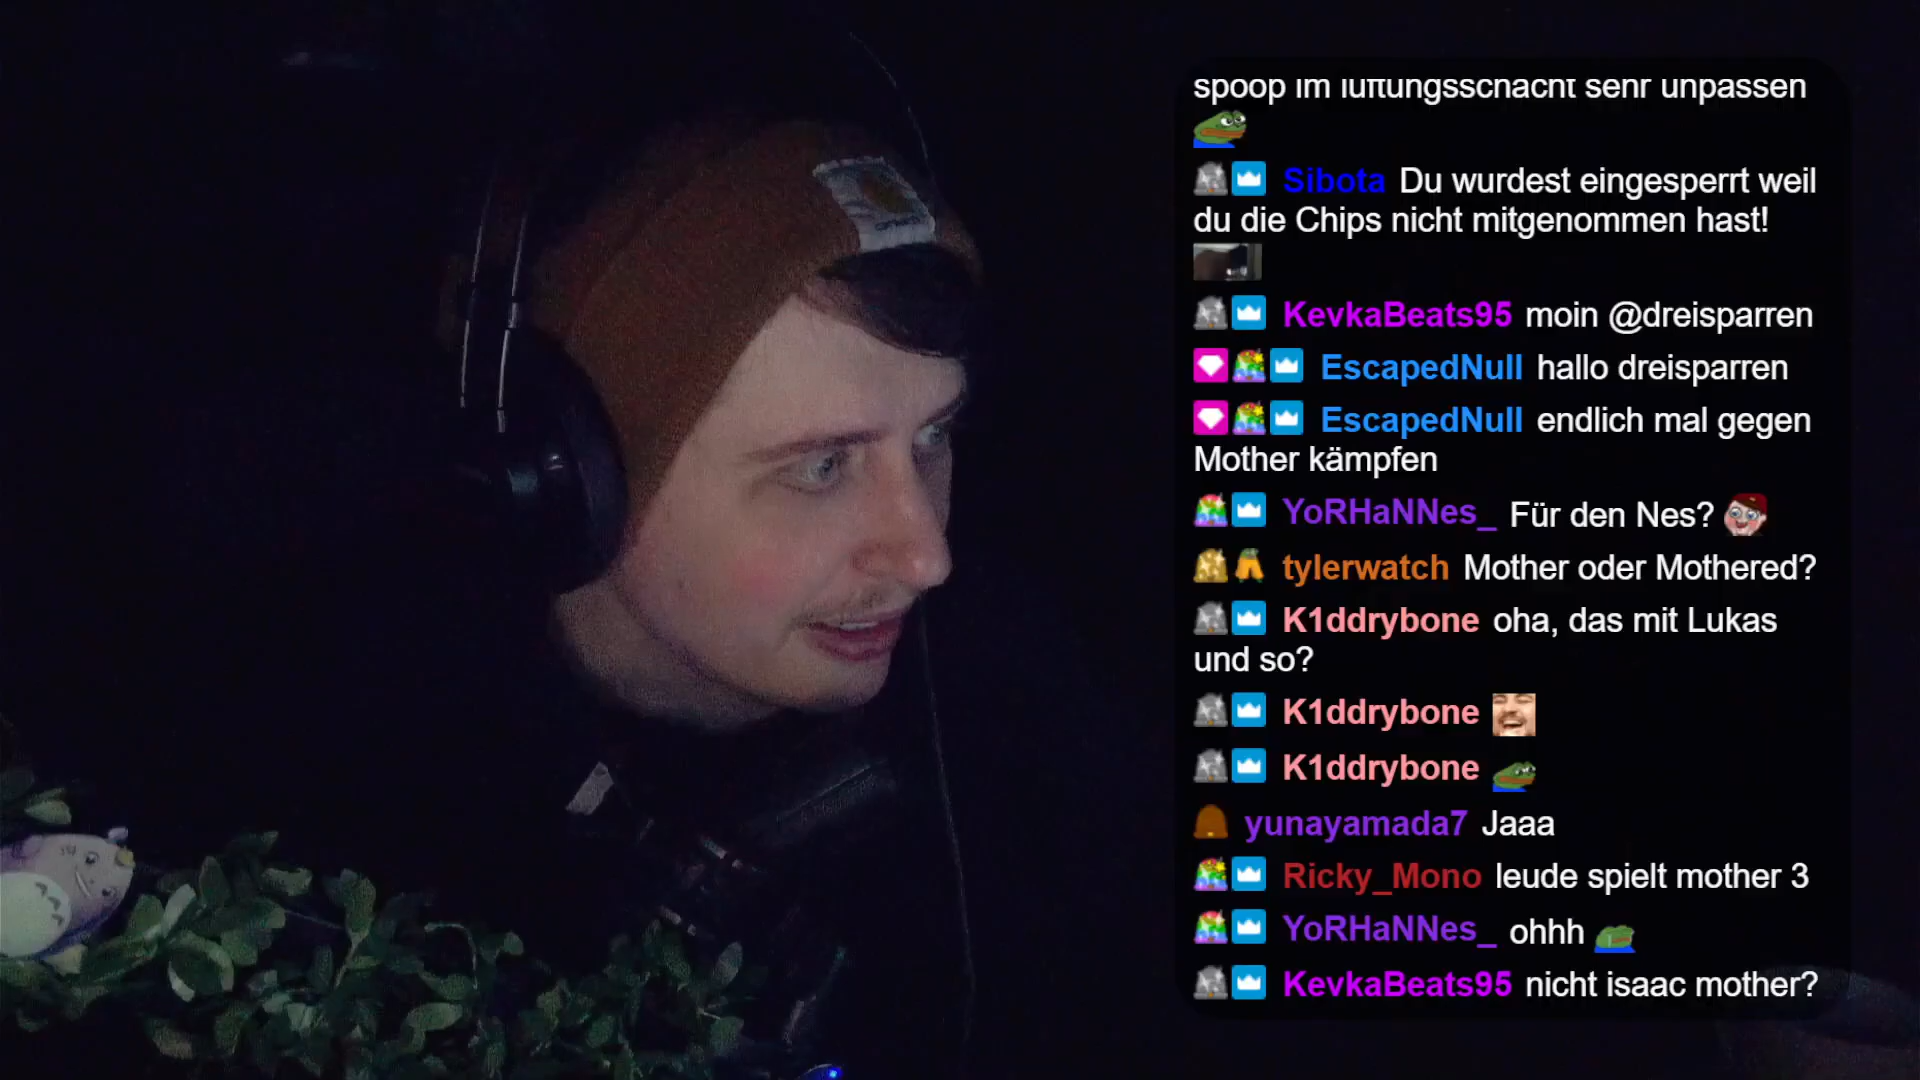 spoop im lüftungsschacht sehr unpassen
Sibota Du wurdest eingesperrt weil
du die Chips nicht mitgenommen hast!
KevkaBeats95 moin @dreisparren
EscapedNull hallo dreisparren
EscapedNull endlich mal gegen
Mother kämpfen
YoRHaNNes_ Für den Nes?
tylerwatch Mother oder Mothered?
K1ddrybone oha, das mit Lukas
und so?
K1ddrybone
K1ddrybone
yunayamada7 Jaaa
Ricky_Mono leude spielt mother 3
YoRHaNNes_ ohhh
KevkaBeats95 nicht isaac mother?